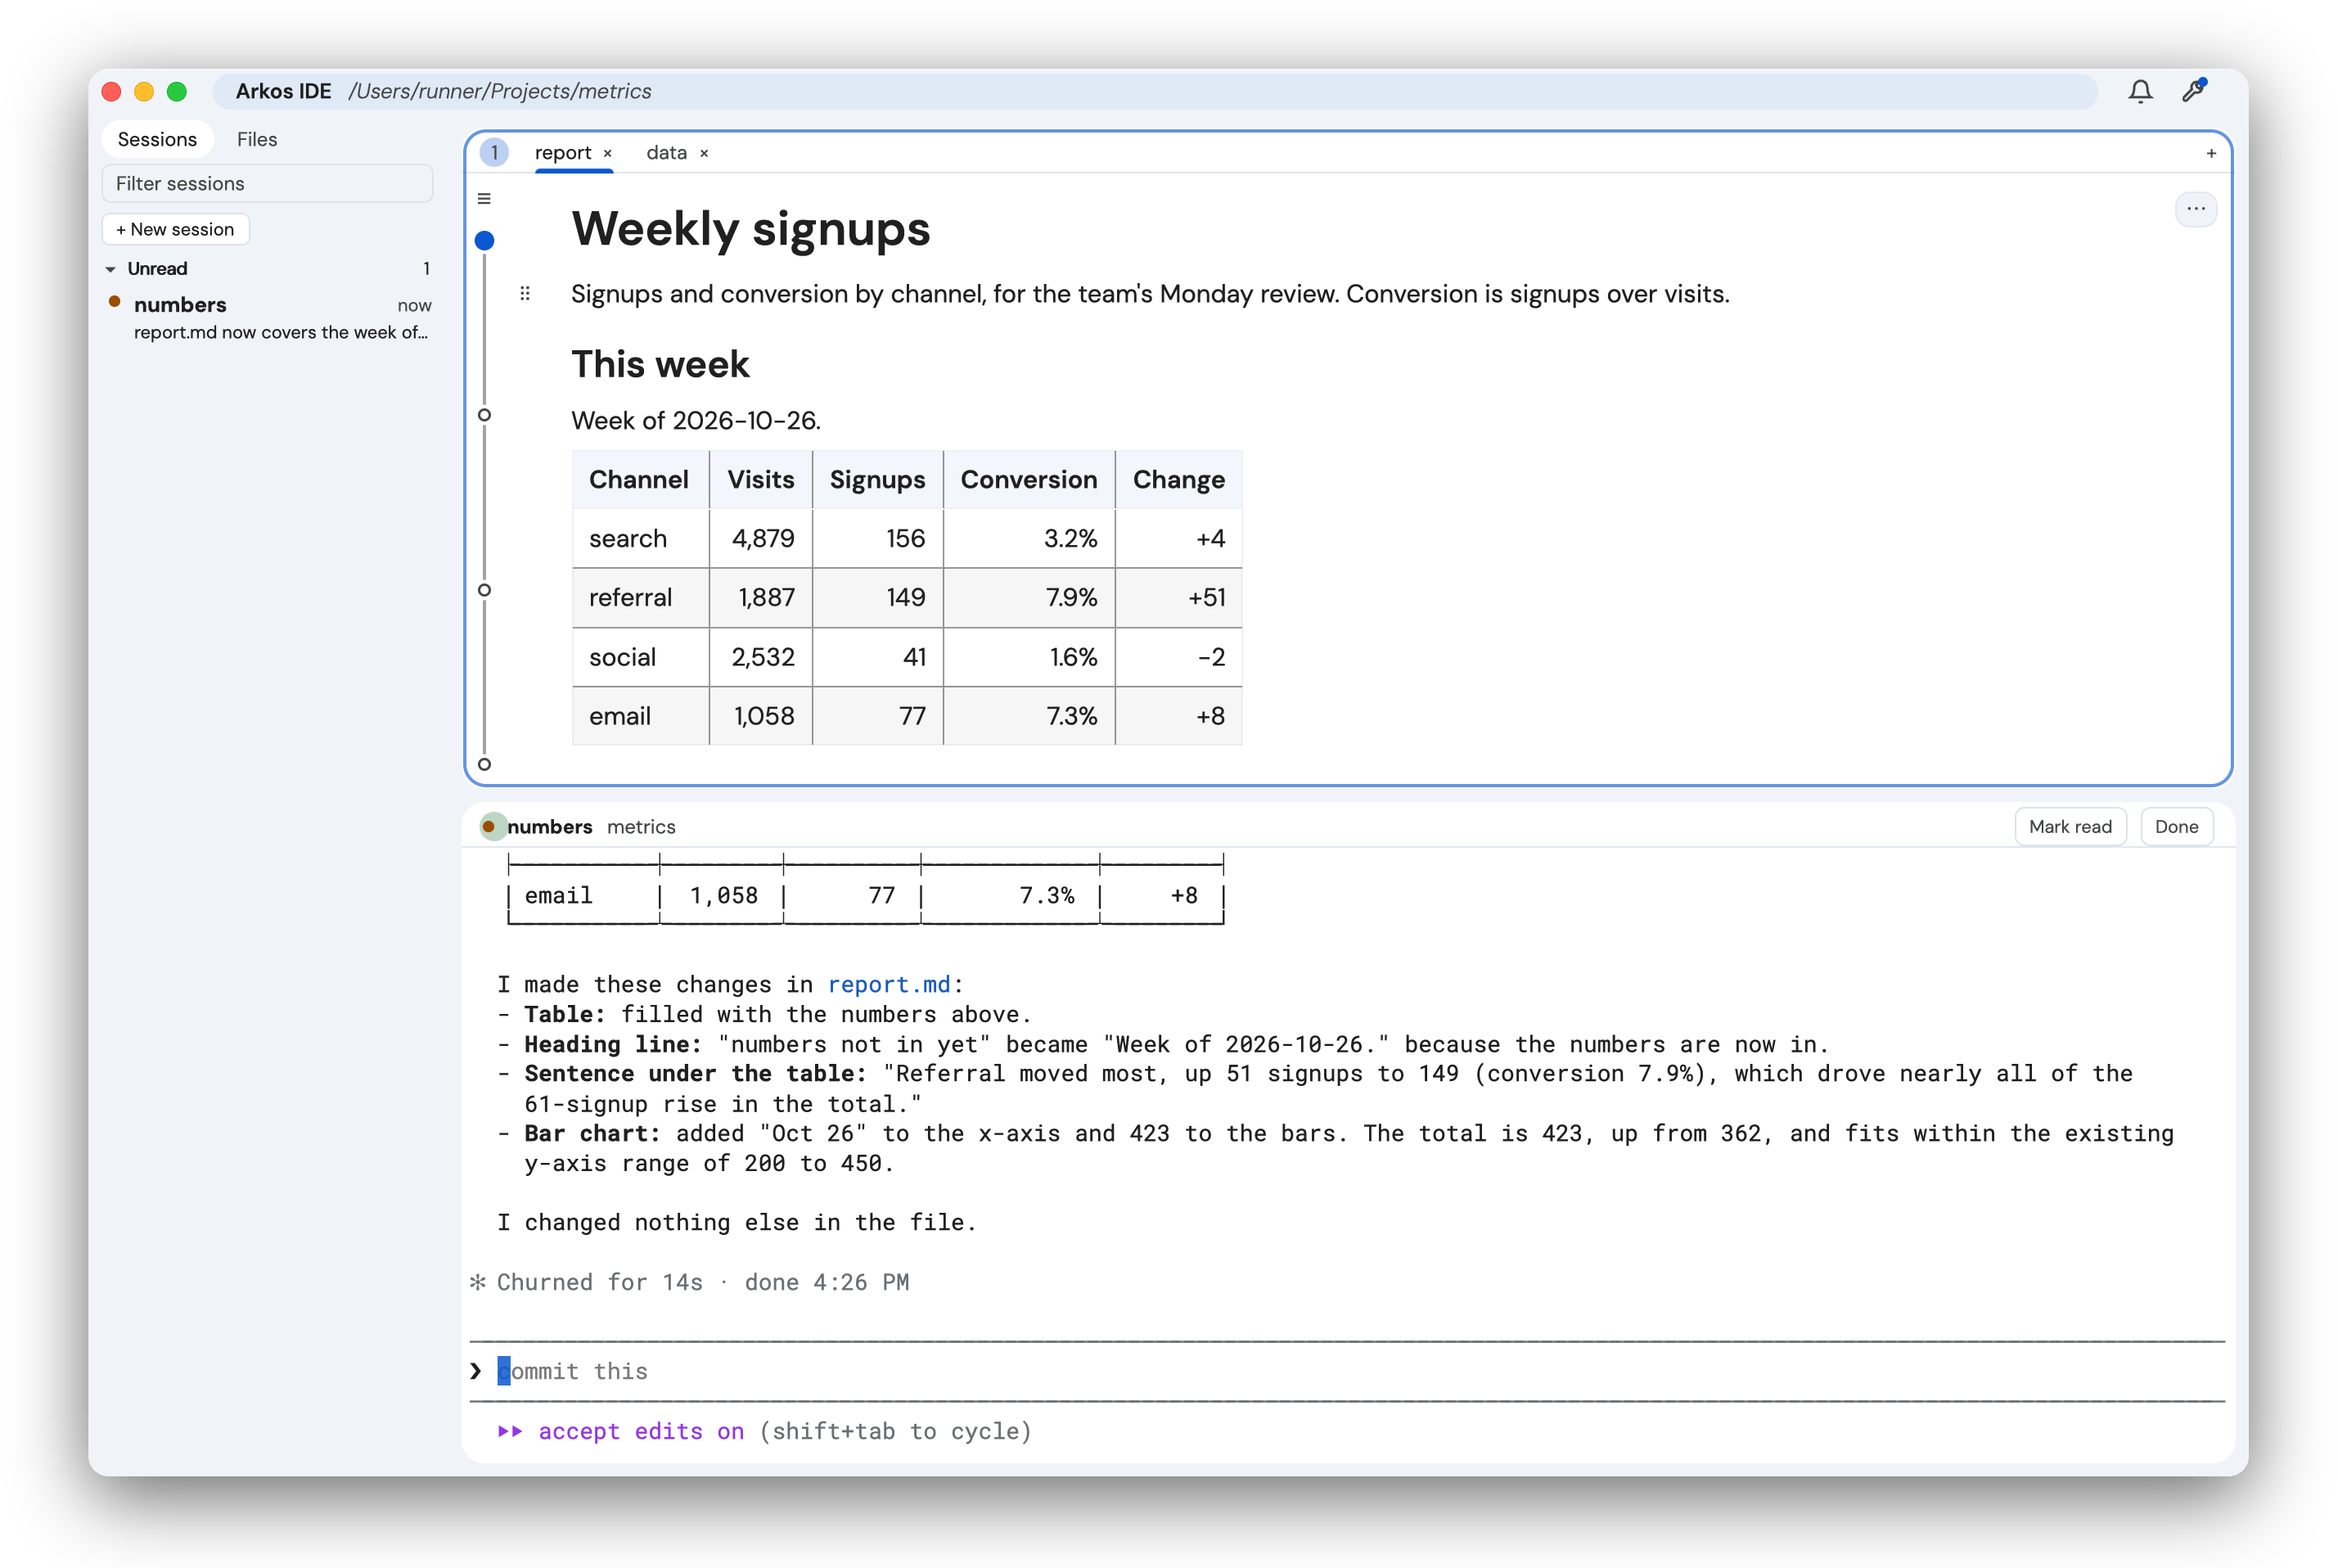 Arkos IDE /Users/runner/Projects/metrics
Sessions Files
Filter sessions
+ New session
Unread 1
numbers now
report.md now covers the week of…
1 report × data × +
Weekly signups
Signups and conversion by channel, for the team's Monday review. Conversion is signups over visits.
This week
Week of 2026-10-26.
Channel Visits Signups Conversion Change
search 4,879 156 3.2% +4
referral 1,887 149 7.9% +51
social 2,532 41 1.6% -2
email 1,058 77 7.3% +8
numbers metrics Mark read Done
email 1,058 77 7.3% +8
I made these changes in report.md:
- Table: filled with the numbers above.
- Heading line: "numbers not in yet" became "Week of 2026-10-26." because the numbers are now in.
- Sentence under the table: "Referral moved most, up 51 signups to 149 (conversion 7.9%), which drove nearly all of the
61-signup rise in the total."
- Bar chart: added "Oct 26" to the x-axis and 423 to the bars. The total is 423, up from 362, and fits within the existing
y-axis range of 200 to 450.
I changed nothing else in the file.
✻ Churned for 14s · done 4:26 PM
❯ commit this
⏵⏵ accept edits on (shift+tab to cycle)